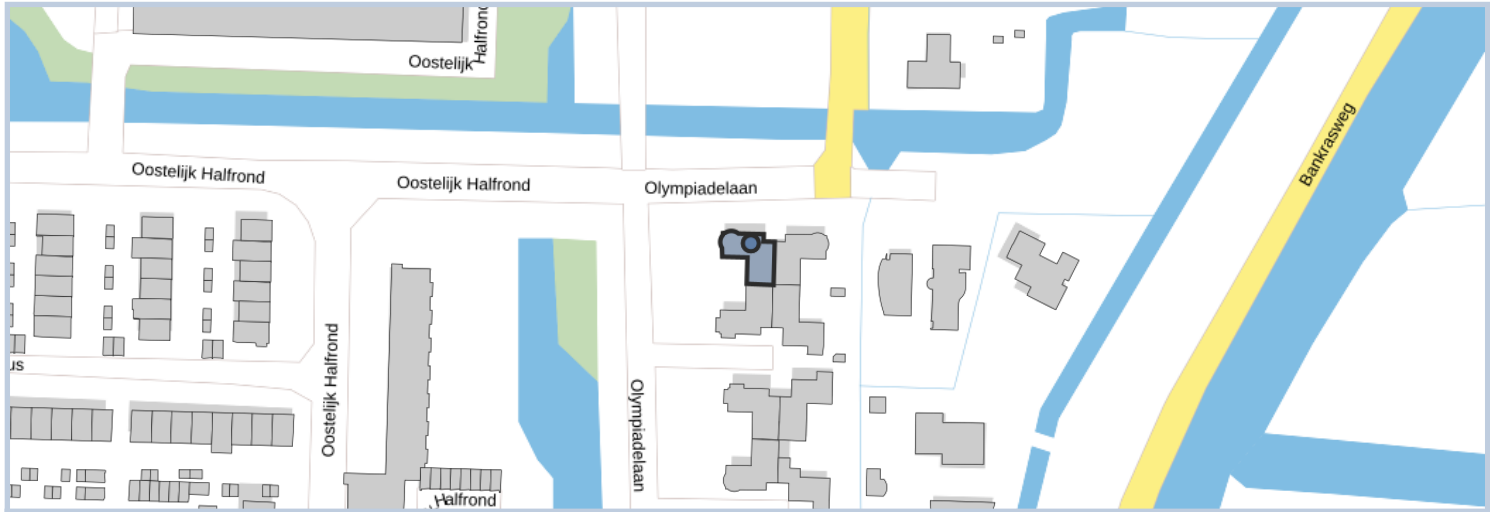 Halfrond
Oostelijk
Bankrasweg
Oostelijk Halfrond
Oostelijk Halfrond
Olympiadelaan
Oostelijk Halfrond
us
Olympiadelaan
Halfrond